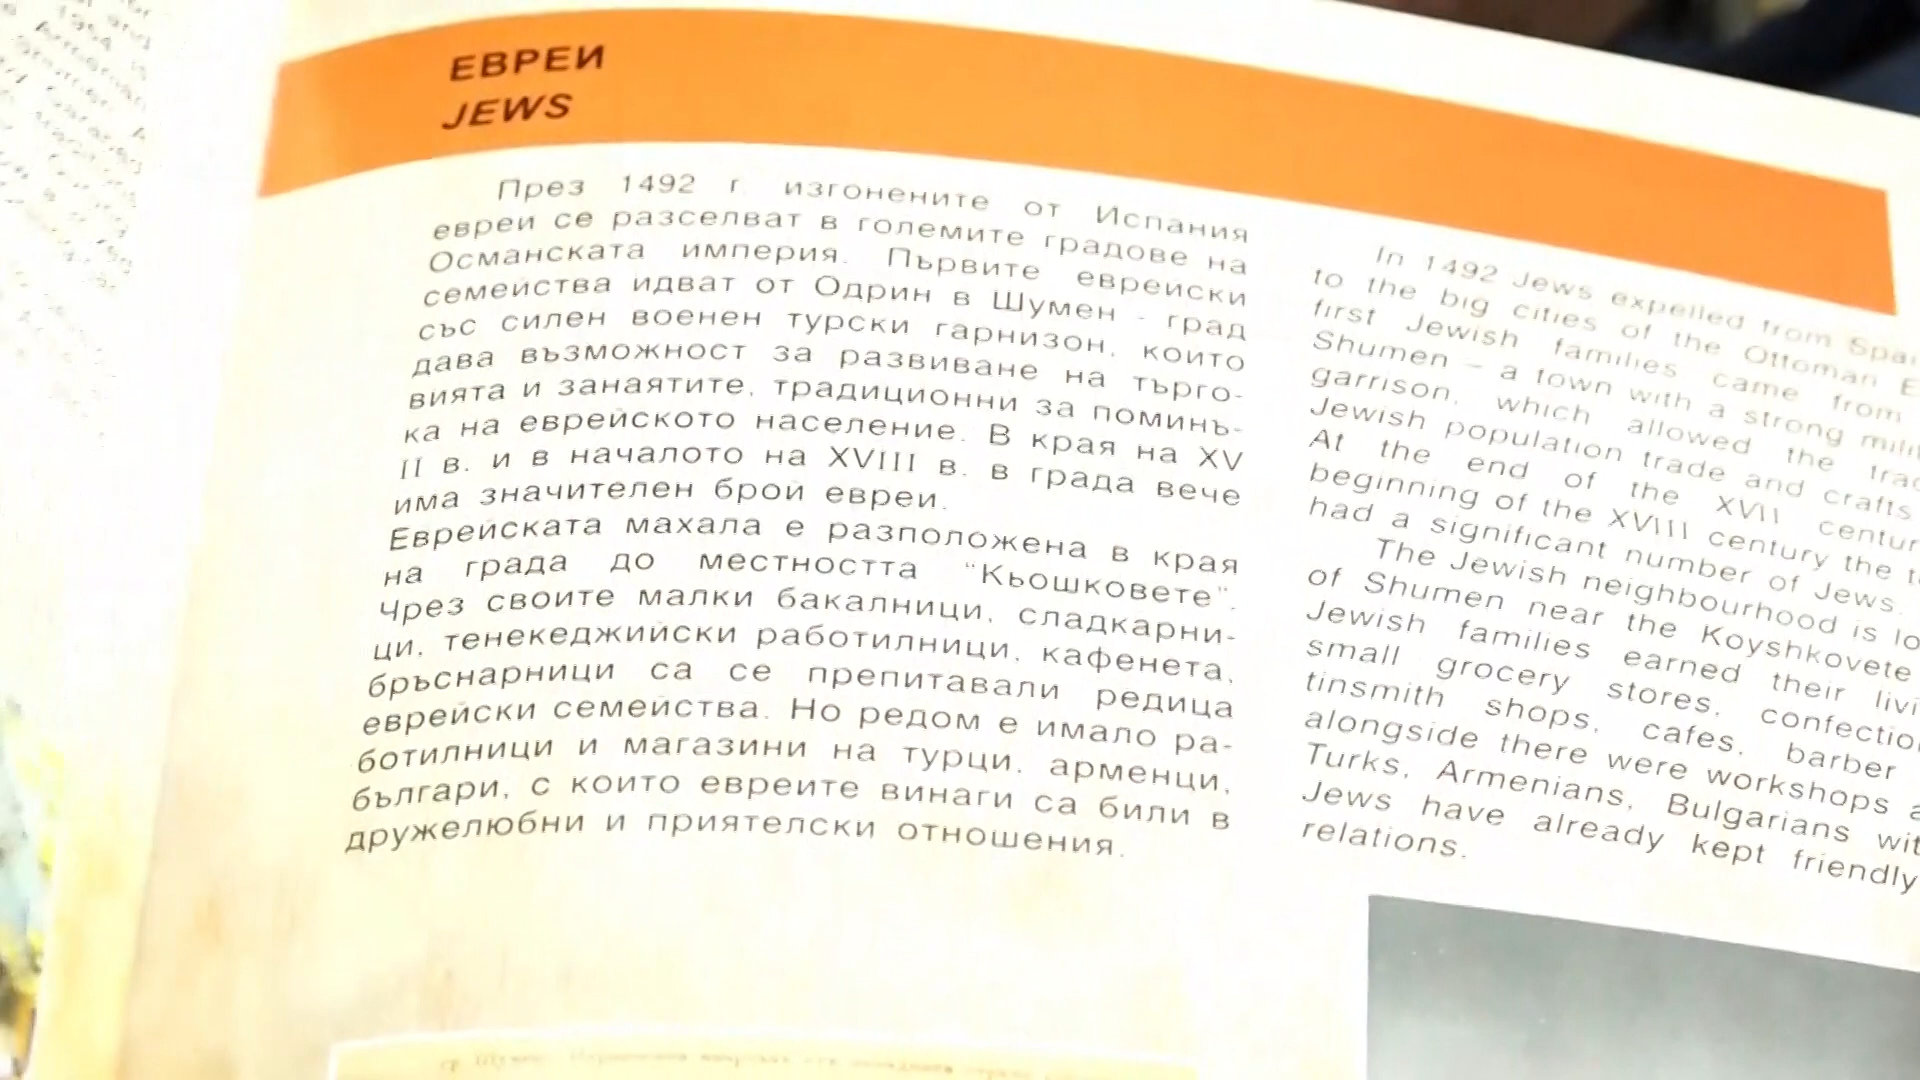 ЕВРЕИ
JEWS
През 1492 г. изгонените от Испания
евреи се разселват в големите градове на
Османската империя. Първите еврейски
семейства идват от Одрин в Шумен - град
със силен военен турски гарнизон, който
дава възможност за развиване на търго-
вията и занаятите, традиционни за поминъ-
ка на еврейското население. В края на XV
II в. и в началото на XVIII в. в града вече
има значителен брой евреи.
Еврейската махала е разположена в края
на града до местността "Кьошковете".
Чрез своите малки бакалници, сладкарни-
ци, тенекеджийски работилници, кафенета,
бръснарници са се препитавали редица
еврейски семейства. Но редом е имало ра-
ботилници и магазини на турци, арменци,
българи, с които евреите винаги са били в
дружелюбни и приятелски отношения.
In 1492 Jews expelled from
to the big cities of the Ottoman
first Jewish families came from
Shumen – a town with a strong
garrison, which allowed the
Jewish population trade and crafts
At the end of the XVII
beginning of the XVIII century the
had a significant number of Jews.
The Jewish neighbourhood is
of Shumen near the Koyshkovete
Jewish families earned their
small grocery stores,
tinsmith shops, cafes, barber
alongside there were workshops
Turks, Armenians, Bulgarians
Jews have already kept friendly
relations.